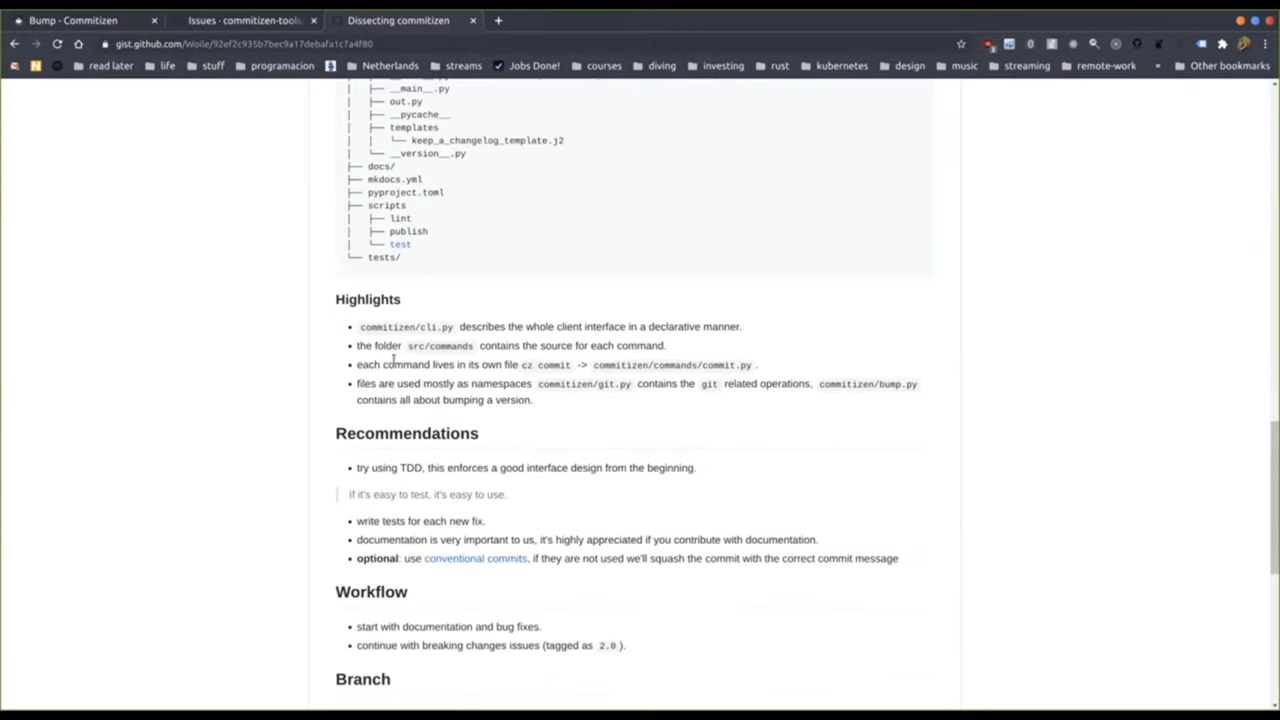 Bump - Commitizen
Issues · commitizen-tools
Dissecting commitizen
gist.github.com/Woile/92ef2c935b7bec9a17debafa1c7a4f80
read later
life
stuff
programacion
Netherlands
streams
Jobs Done!
courses
diving
investing
rust
kubernetes
design
music
streaming
remote-work
»
Other bookmarks
│   ├── __main__.py
│   ├── out.py
│   ├── __pycache__
│   ├── templates
│   │   └── keep_a_changelog_template.j2
│   └── __version__.py
├── docs/
├── mkdocs.yml
├── pyproject.toml
├── scripts
│   ├── lint
│   ├── publish
│   └── test
└── tests/
Highlights
• commitizen/cli.py describes the whole client interface in a declarative manner.
• the folder src/commands contains the source for each command.
• each command lives in its own file cz commit -> commitizen/commands/commit.py .
• files are used mostly as namespaces commitizen/git.py contains the git related operations, commitizen/bump.py
contains all about bumping a version.
Recommendations
• try using TDD, this enforces a good interface design from the beginning.
If it's easy to test, it's easy to use.
• write tests for each new fix.
• documentation is very important to us, it's highly appreciated if you contribute with documentation.
• optional: use conventional commits, if they are not used we'll squash the commit with the correct commit message
Workflow
• start with documentation and bug fixes.
• continue with breaking changes issues (tagged as 2.0 ).
Branch